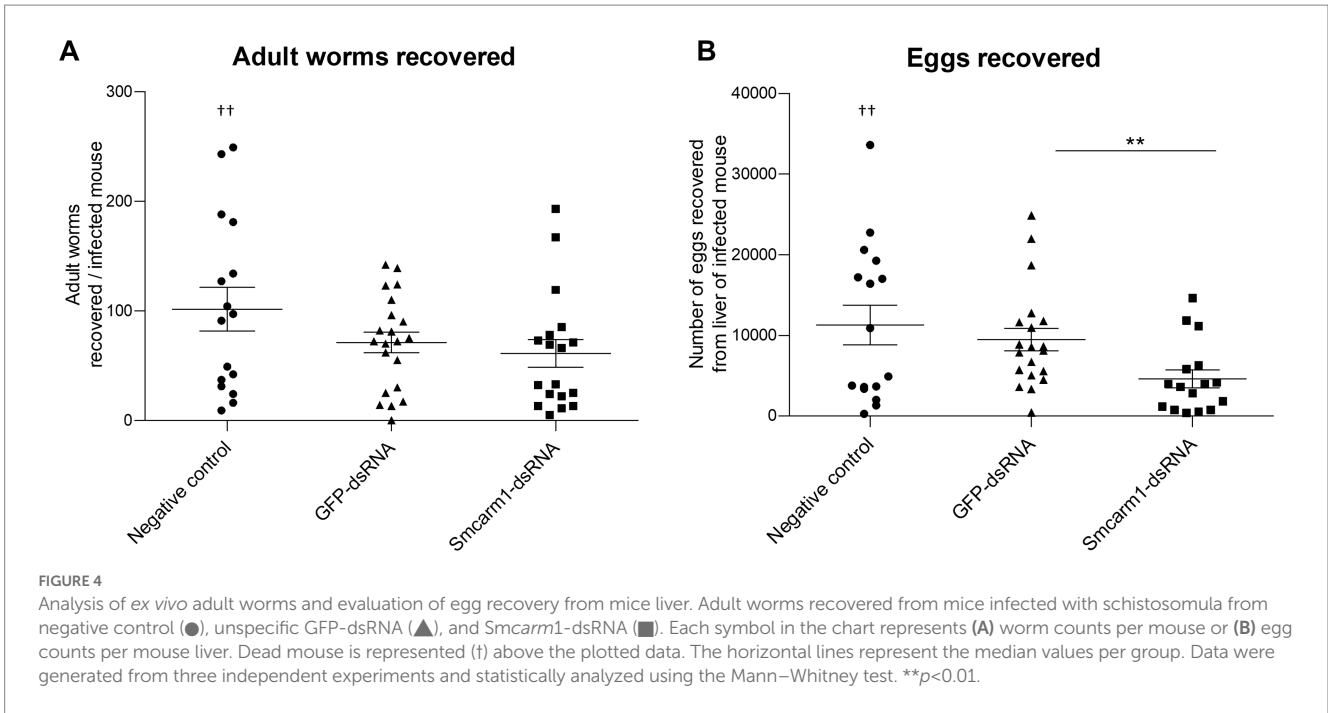 A
Adult worms recovered
Adult worms
recovered / infected mouse
300
200
100
0
††
Negative control
GFP-dsRNA
Smcarm1-dsRNA
B
Eggs recovered
Number of eggs recovered
from liver of infected mouse
40000
30000
20000
10000
0
††
**
Negative control
GFP-dsRNA
Smcarm1-dsRNA
FIGURE 4
Analysis of ex vivo adult worms and evaluation of egg recovery from mice liver. Adult worms recovered from mice infected with schistosomula from
negative control (●), unspecific GFP-dsRNA (▲), and Smcarm1-dsRNA (■). Each symbol in the chart represents (A) worm counts per mouse or (B) egg
counts per mouse liver. Dead mouse is represented (†) above the plotted data. The horizontal lines represent the median values per group. Data were
generated from three independent experiments and statistically analyzed using the Mann–Whitney test. **p<0.01.